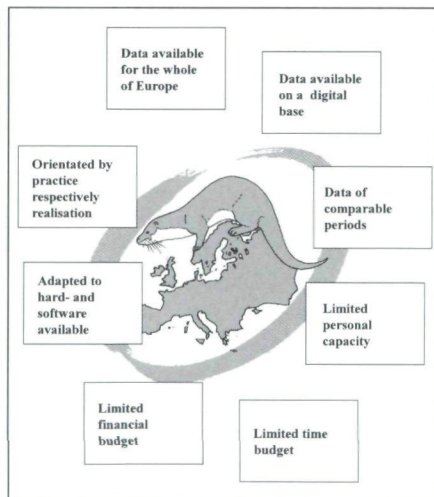 Data available
for the whole
of Europe
Data available
on a digital
base
Orientated by
practice
respectively
realisation
Data of
comparable
periods
Adapted to
hard- and
software
available
Limited
personal
capacity
Limited
financial
budget
Limited time
budget